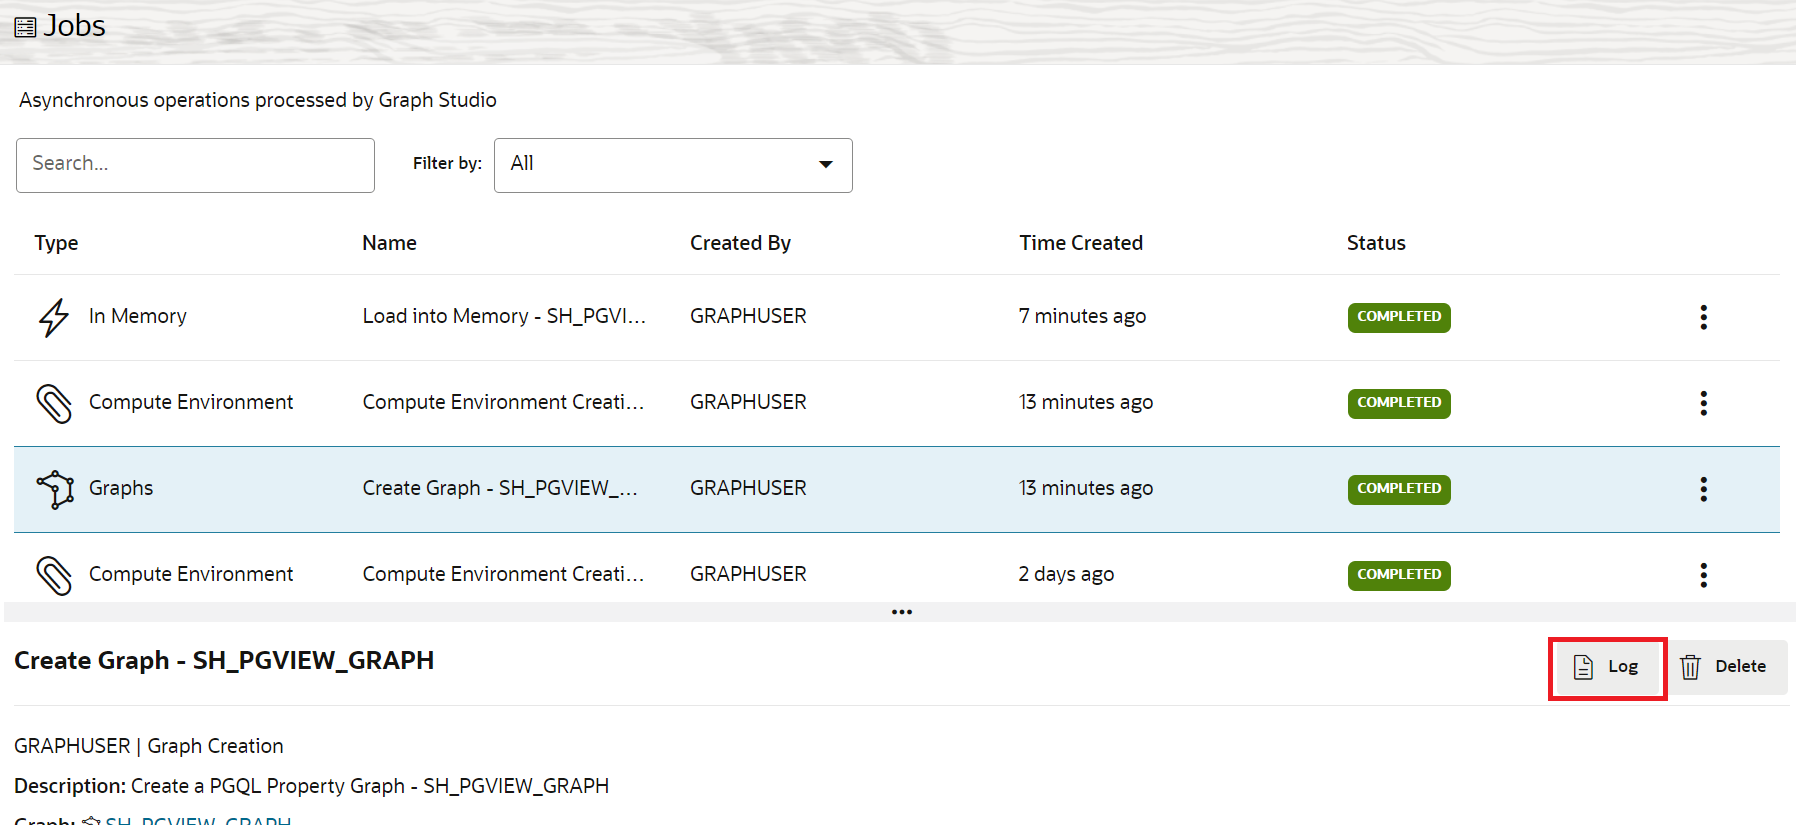 Jobs
Asynchronous operations processed by Graph Studio
Search...
Filter by: All
Type Name Created By Time Created Status
In Memory Load into Memory - SH_PGVI... GRAPHUSER 7 minutes ago COMPLETED
Compute Environment Compute Environment Creati... GRAPHUSER 13 minutes ago COMPLETED
Graphs Create Graph - SH_PGVIEW_... GRAPHUSER 13 minutes ago COMPLETED
Compute Environment Compute Environment Creati... GRAPHUSER 2 days ago COMPLETED
Create Graph - SH_PGVIEW_GRAPH Log Delete
GRAPHUSER | Graph Creation
Description: Create a PGQL Property Graph - SH_PGVIEW_GRAPH
Graph: SH_PGVIEW_GRAPH